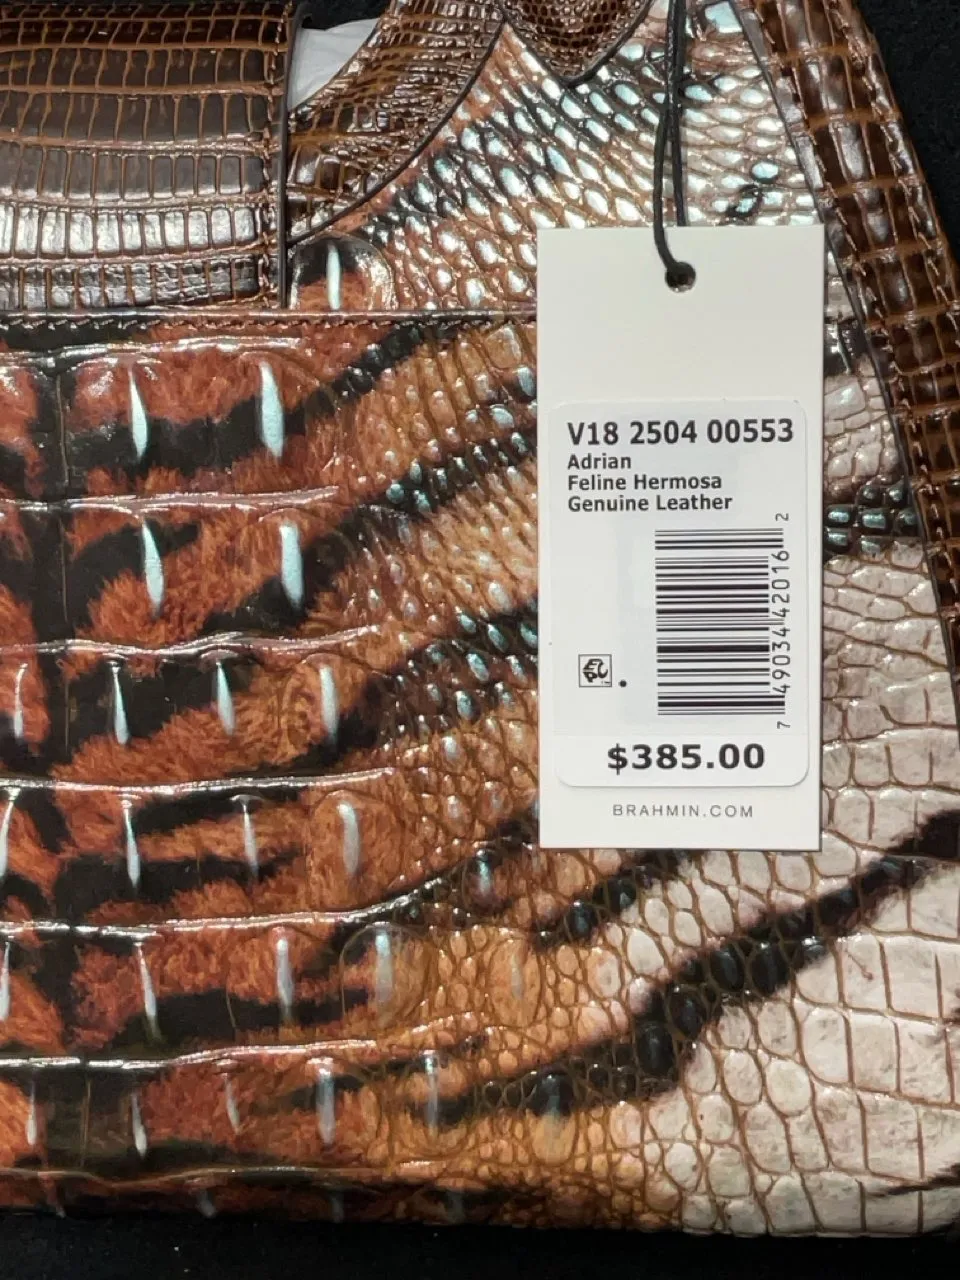 V18 2504 00553
Adrian
Feline Hermosa
Genuine Leather
7 49034 42016 2
$385.00
BRAHMIN.COM